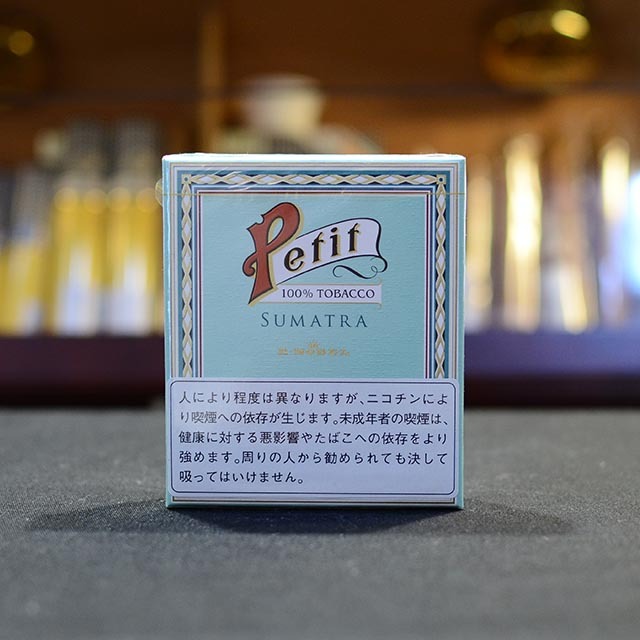 Petit
100% TOBACCO
SUMATRA
人により程度は異なりますが、ニコチンによ
り喫煙への依存が生じます。未成年者の喫煙は、
健康に対する悪影響やたばこへの依存をより
強めます。周りの人から勧められても決して
吸ってはいけません。